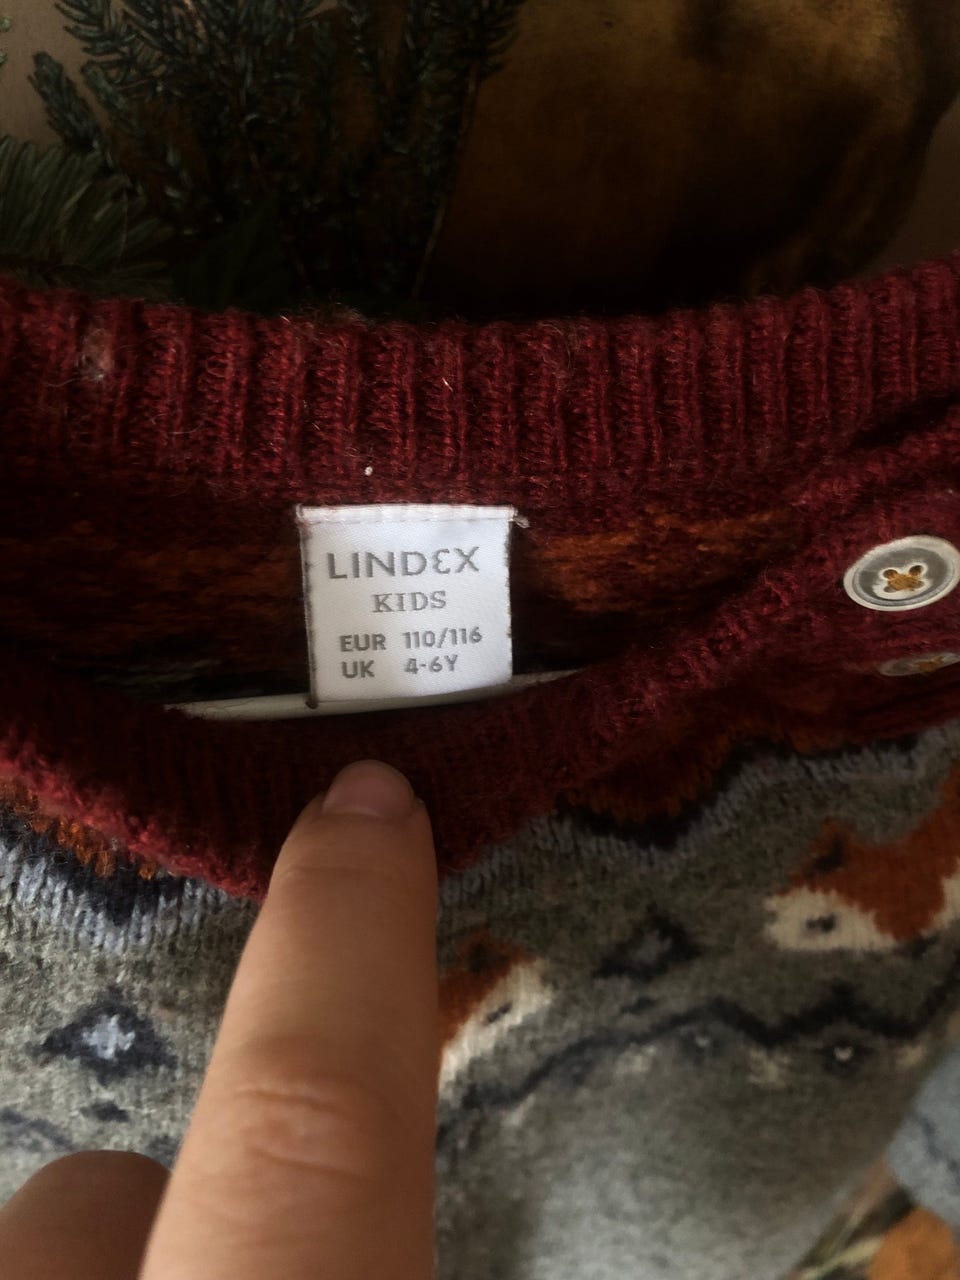 LINDEX
KIDS
EUR 110/116
UK 4-6Y